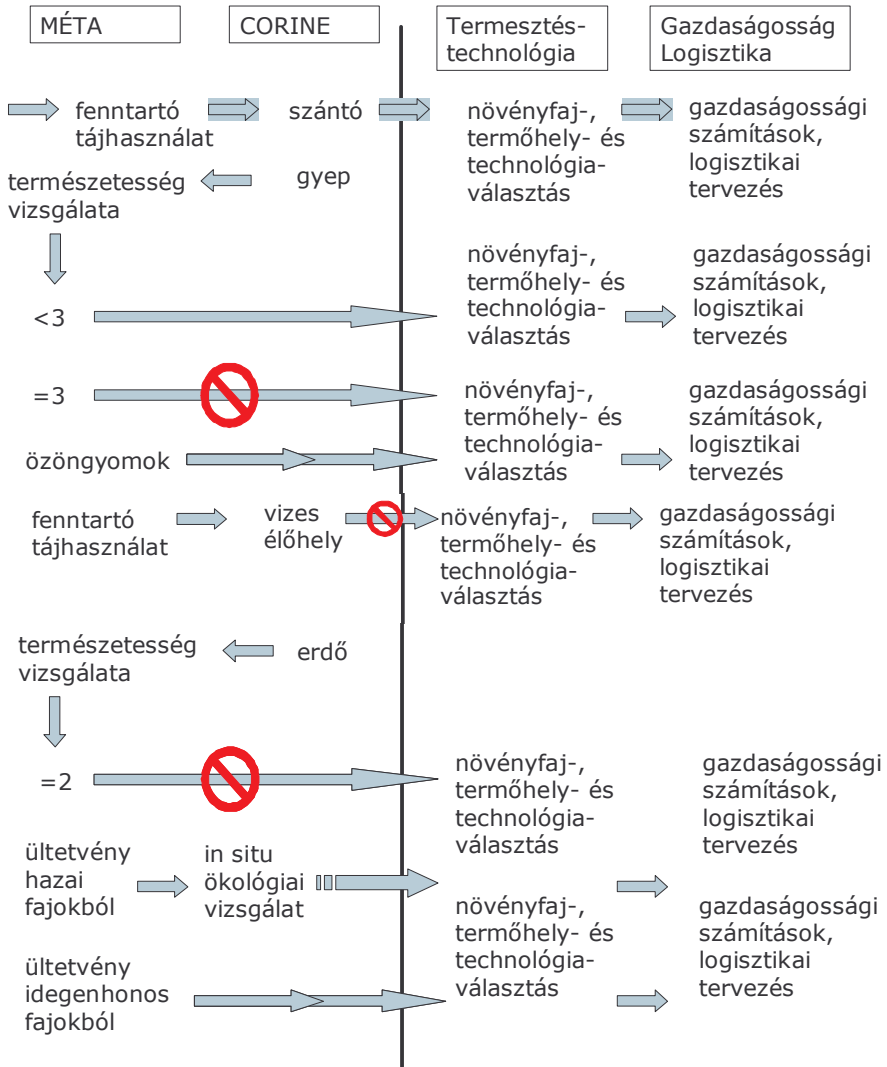 MÉTA
CORINE
Termesztés-
technológia
Gazdaságosság
Logisztika
fenntartó
tájhasználat
szántó
növényfaj-,
termőhely- és
technológia-
választás
gazdaságossági
számítások,
logisztikai
tervezés
természetesség
vizsgálata
gyep
<3
növényfaj-,
termőhely- és
technológia-
választás
gazdaságossági
számítások,
logisztikai
tervezés
=3
növényfaj-,
termőhely- és
technológia-
választás
gazdaságossági
számítások,
logisztikai
tervezés
özöngyomok
fenntartó
tájhasználat
vizes
élőhely
növényfaj-,
termőhely- és
technológia-
választás
gazdaságossági
számítások,
logisztikai
tervezés
természetesség
vizsgálata
erdő
=2
növényfaj-,
termőhely- és
technológia-
választás
gazdaságossági
számítások,
logisztikai
tervezés
ültetvény
hazai
fajokból
in situ
ökológiai
vizsgálat
növényfaj-,
termőhely- és
technológia-
választás
gazdaságossági
számítások,
logisztikai
tervezés
ültetvény
idegenhonos
fajokból